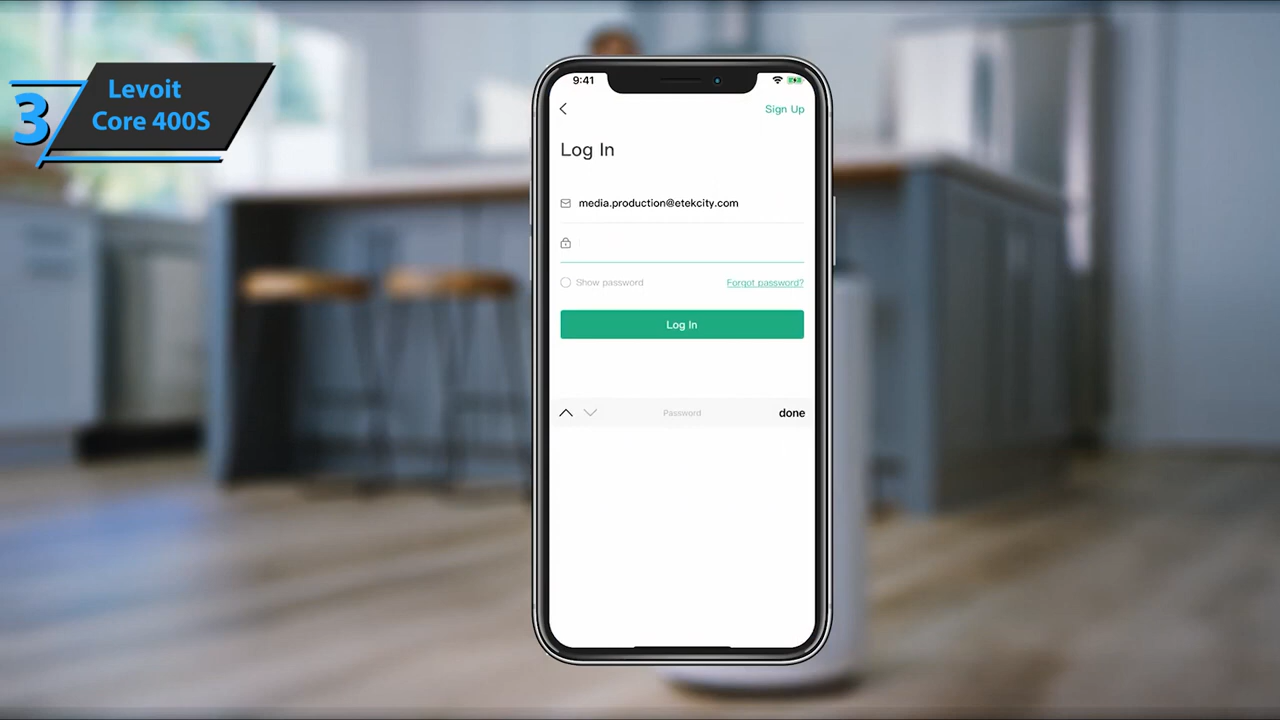 3
Levoit
Core 400S
9:41
Sign Up
Log In
media.production@etekcity.com
Show password
Forgot password?
Log In
Password
done